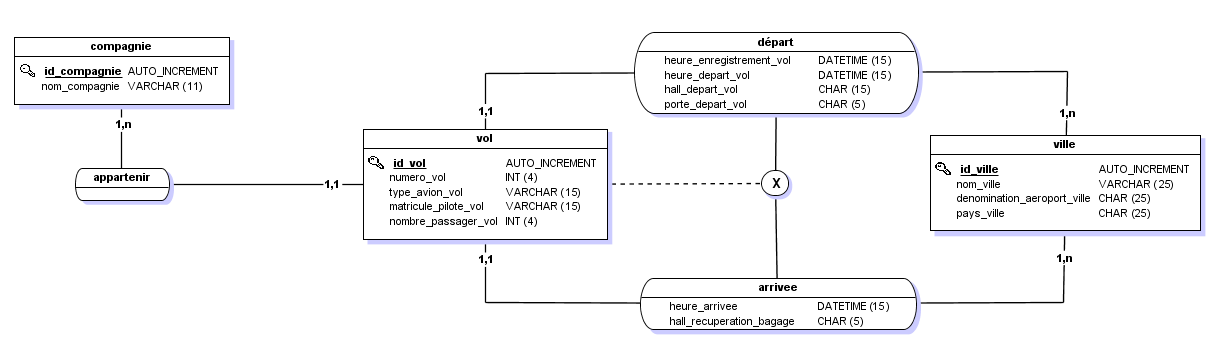 compagnie
id_compagnie AUTO_INCREMENT
nom_compagnie VARCHAR (11)
1,n
appartenir
1,1
départ
heure_enregistrement_vol DATETIME (15)
heure_depart_vol DATETIME (15)
hall_depart_vol CHAR (15)
porte_depart_vol CHAR (5)
1,1
1,n
vol
id_vol AUTO_INCREMENT
numero_vol INT (4)
type_avion_vol VARCHAR (15)
matricule_pilote_vol VARCHAR (15)
nombre_passager_vol INT (4)
X
ville
id_ville AUTO_INCREMENT
nom_ville VARCHAR (25)
denomination_aeroport_ville CHAR (25)
pays_ville CHAR (25)
1,1
1,n
arrivee
heure_arrivee DATETIME (15)
hall_recuperation_bagage CHAR (5)